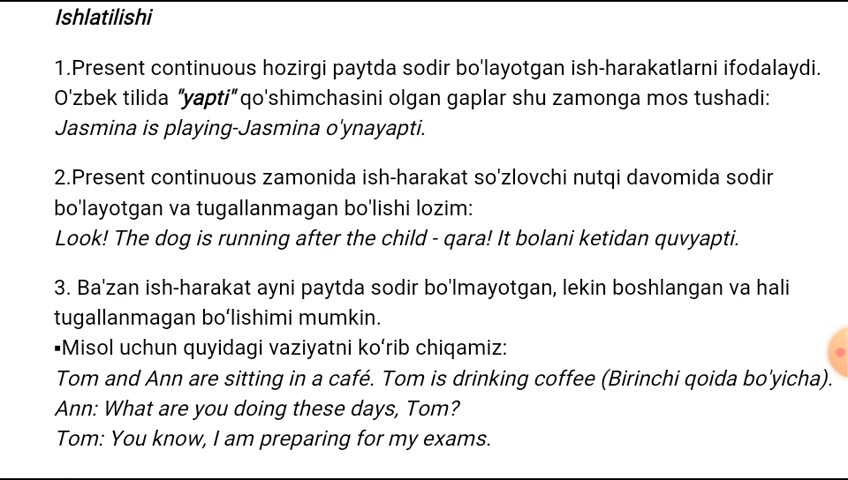 Ishlatilishi
1.Present continuous hozirgi paytda sodir bo'layotgan ish-harakatlarni ifodalaydi.
O'zbek tilida "yapti" qo'shimchasini olgan gaplar shu zamonga mos tushadi:
Jasmina is playing-Jasmina o'ynayapti.
2.Present continuous zamonida ish-harakat so'zlovchi nutqi davomida sodir
bo'layotgan va tugallanmagan bo'lishi lozim:
Look! The dog is running after the child - qara! It bolani ketidan quvyapti.
3. Ba'zan ish-harakat ayni paytda sodir bo'lmayotgan, lekin boshlangan va hali
tugallanmagan boʻlishimi mumkin.
▪Misol uchun quyidagi vaziyatni koʻrib chiqamiz:
Tom and Ann are sitting in a café. Tom is drinking coffee (Birinchi qoida bo'yicha).
Ann: What are you doing these days, Tom?
Tom: You know, I am preparing for my exams.